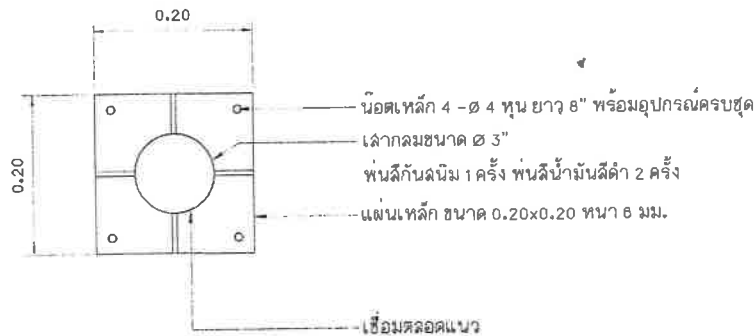 0.20
0.20
น๊อตเหล็ก 4 -Ø 4 หุน ยาว 8" พร้อมอุปกรณ์ครบชุด
เสากลมขนาด Ø 3"
พ่นสีกันสนิม 1 ครั้ง พ่นสีน้ำมันสีดำ 2 ครั้ง
แผ่นเหล็ก ขนาด 0.20x0.20 หนา 6 มม.
เชื่อมตลอดแนว